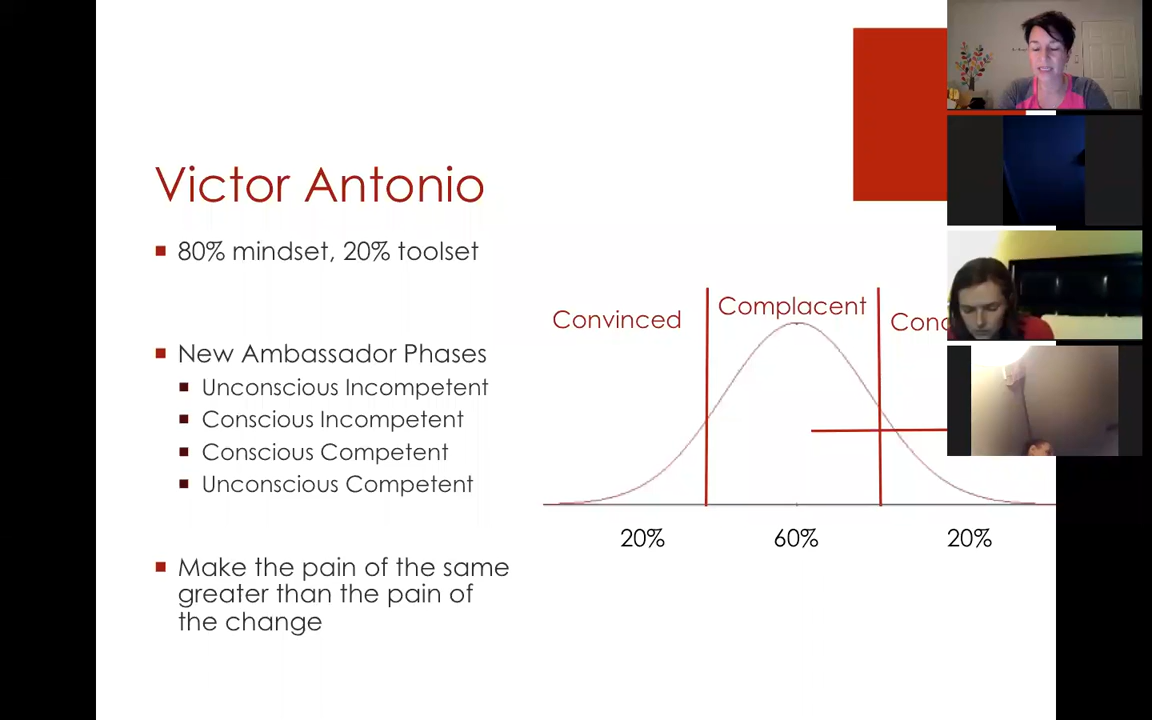 Victor Antonio
80% mindset, 20% toolset
New Ambassador Phases
Unconscious Incompetent
Conscious Incompetent
Conscious Competent
Unconscious Competent
Make the pain of the same
greater than the pain of
the change
Convinced
Complacent
20%
60%
20%